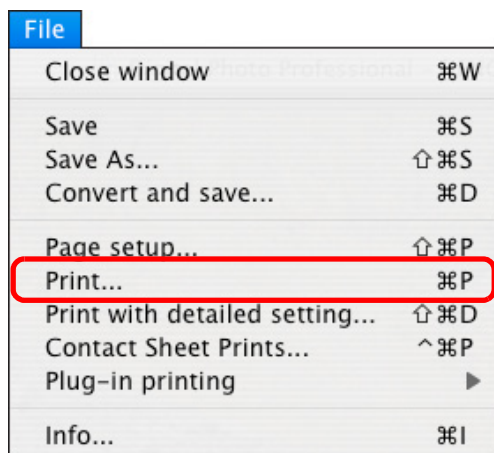 File
Close window ⌘W
Save ⌘S
Save As... ⇧⌘S
Convert and save... ⌘D
Page setup... ⇧⌘P
Print... ⌘P
Print with detailed setting... ⇧⌘D
Contact Sheet Prints... ^⌘P
Plug-in printing ▶
Info... ⌘I